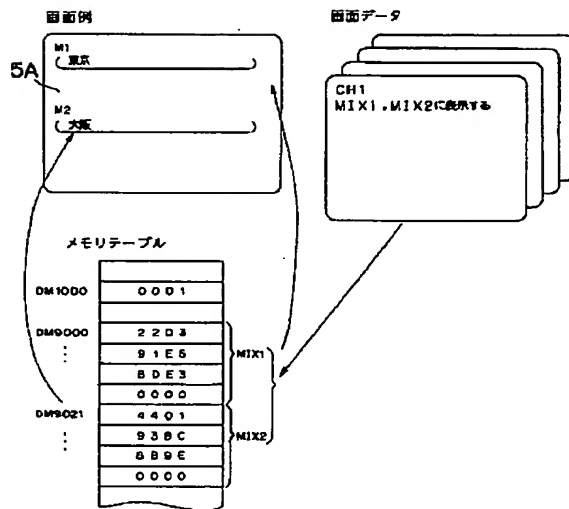 画面例
画面データ
5A
M1
東京
M2
大阪
CH1
MIX1,MIX2に表示する
メモリテーブル
DM1000
0001
DM9000
2203
⋮
91E5
8DE3
0000
MIX1
DM9021
4401
⋮
938C
8B9E
0000
MIX2